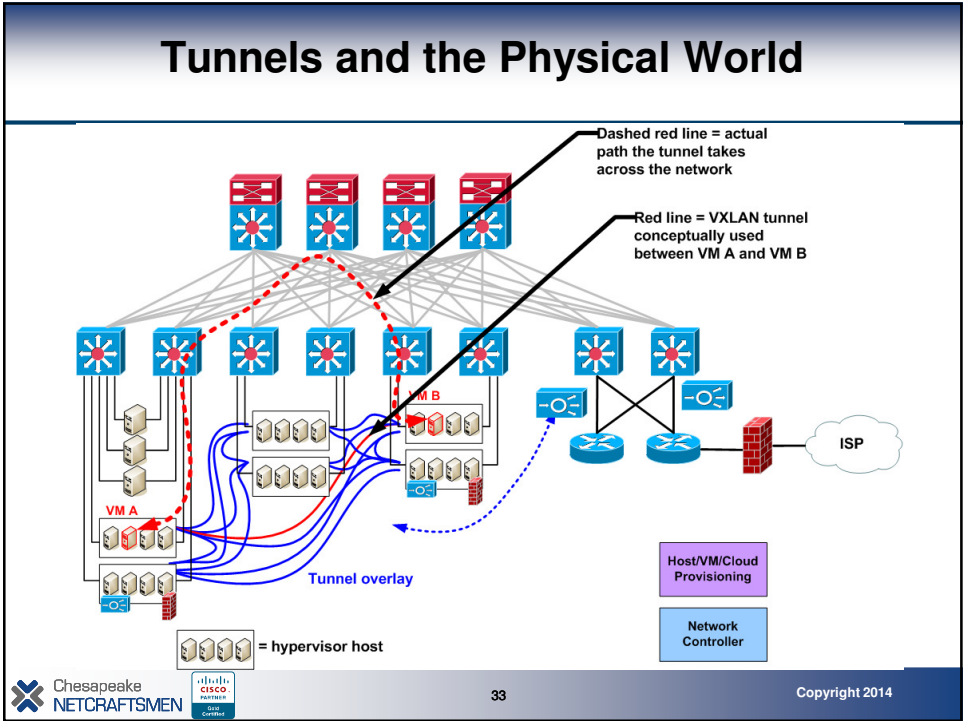 Tunnels and the Physical World
Dashed red line = actual
path the tunnel takes
across the network
Red line = VXLAN tunnel
conceptually used
between VM A and VM B
VM B
ISP
VM A
Tunnel overlay
Host/VM/Cloud
Provisioning
Network
Controller
= hypervisor host
Chesapeake
NETCRAFTSMEN
CISCO
PARTNER
Gold
Certified
33
Copyright 2014